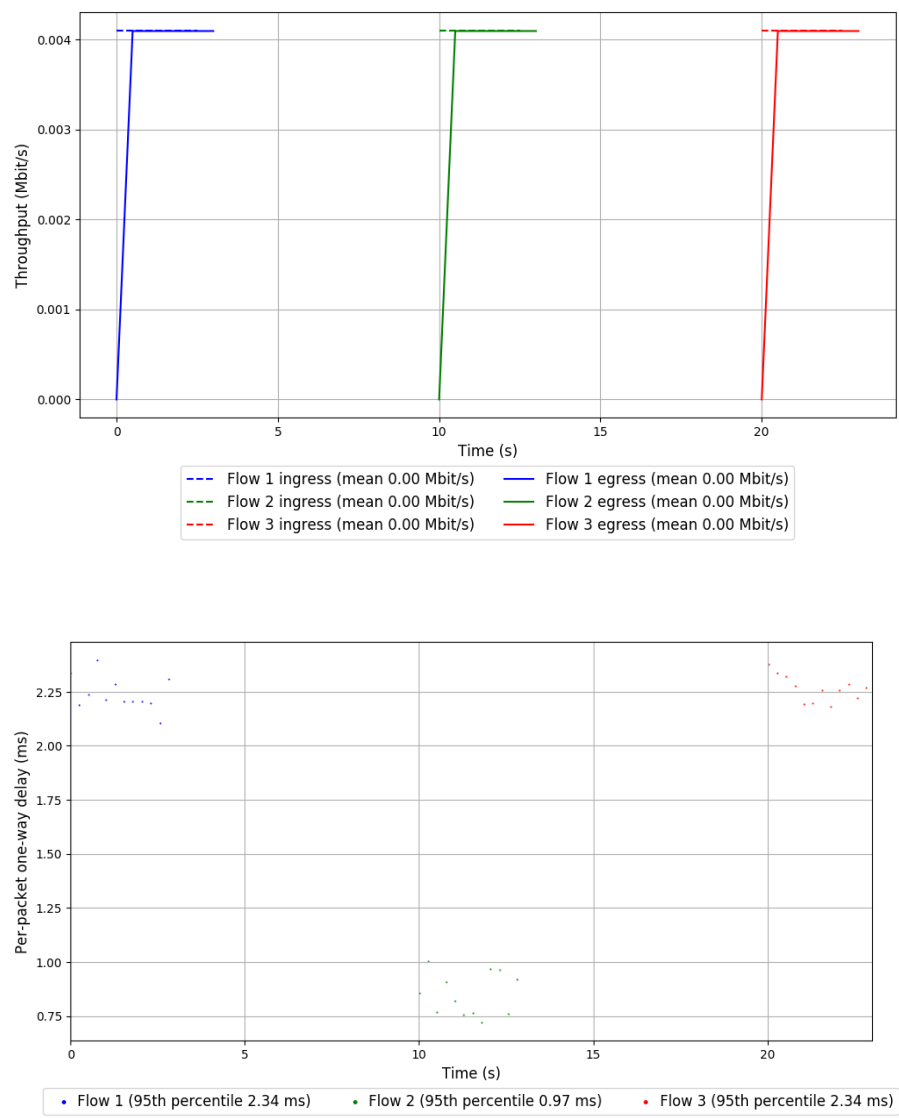 0.004
0.003
0.002
0.001
0.000
Throughput (Mbit/s)
0 5 10 15 20
Time (s)
Flow 1 ingress (mean 0.00 Mbit/s) Flow 1 egress (mean 0.00 Mbit/s)
Flow 2 ingress (mean 0.00 Mbit/s) Flow 2 egress (mean 0.00 Mbit/s)
Flow 3 ingress (mean 0.00 Mbit/s) Flow 3 egress (mean 0.00 Mbit/s)
2.25
2.00
1.75
1.50
1.25
1.00
0.75
Per-packet one-way delay (ms)
0 5 10 15 20
Time (s)
Flow 1 (95th percentile 2.34 ms) Flow 2 (95th percentile 0.97 ms) Flow 3 (95th percentile 2.34 ms)